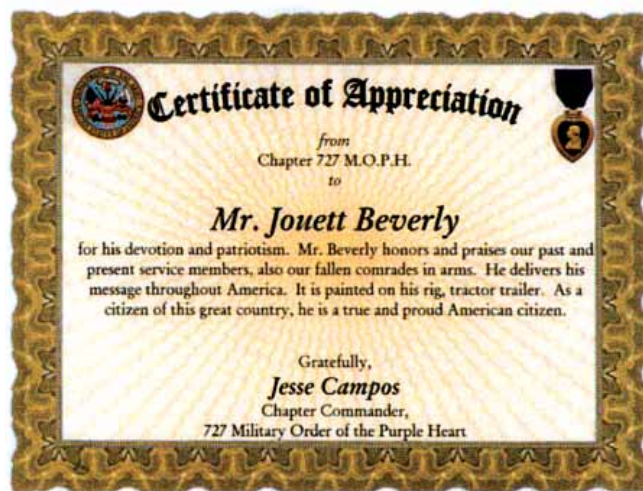 Certificate of Appreciation
from
Chapter 727 M.O.P.H.
to
Mr. Jouett Beverly
for his devotion and patriotism. Mr. Beverly honors and praises our past and
present service members, also our fallen comrades in arms. He delivers his
message throughout America. It is painted on his rig, tractor trailer. As a
citizen of this great country, he is a true and proud American citizen.
Gratefully,
Jesse Campos
Chapter Commander,
727 Military Order of the Purple Heart